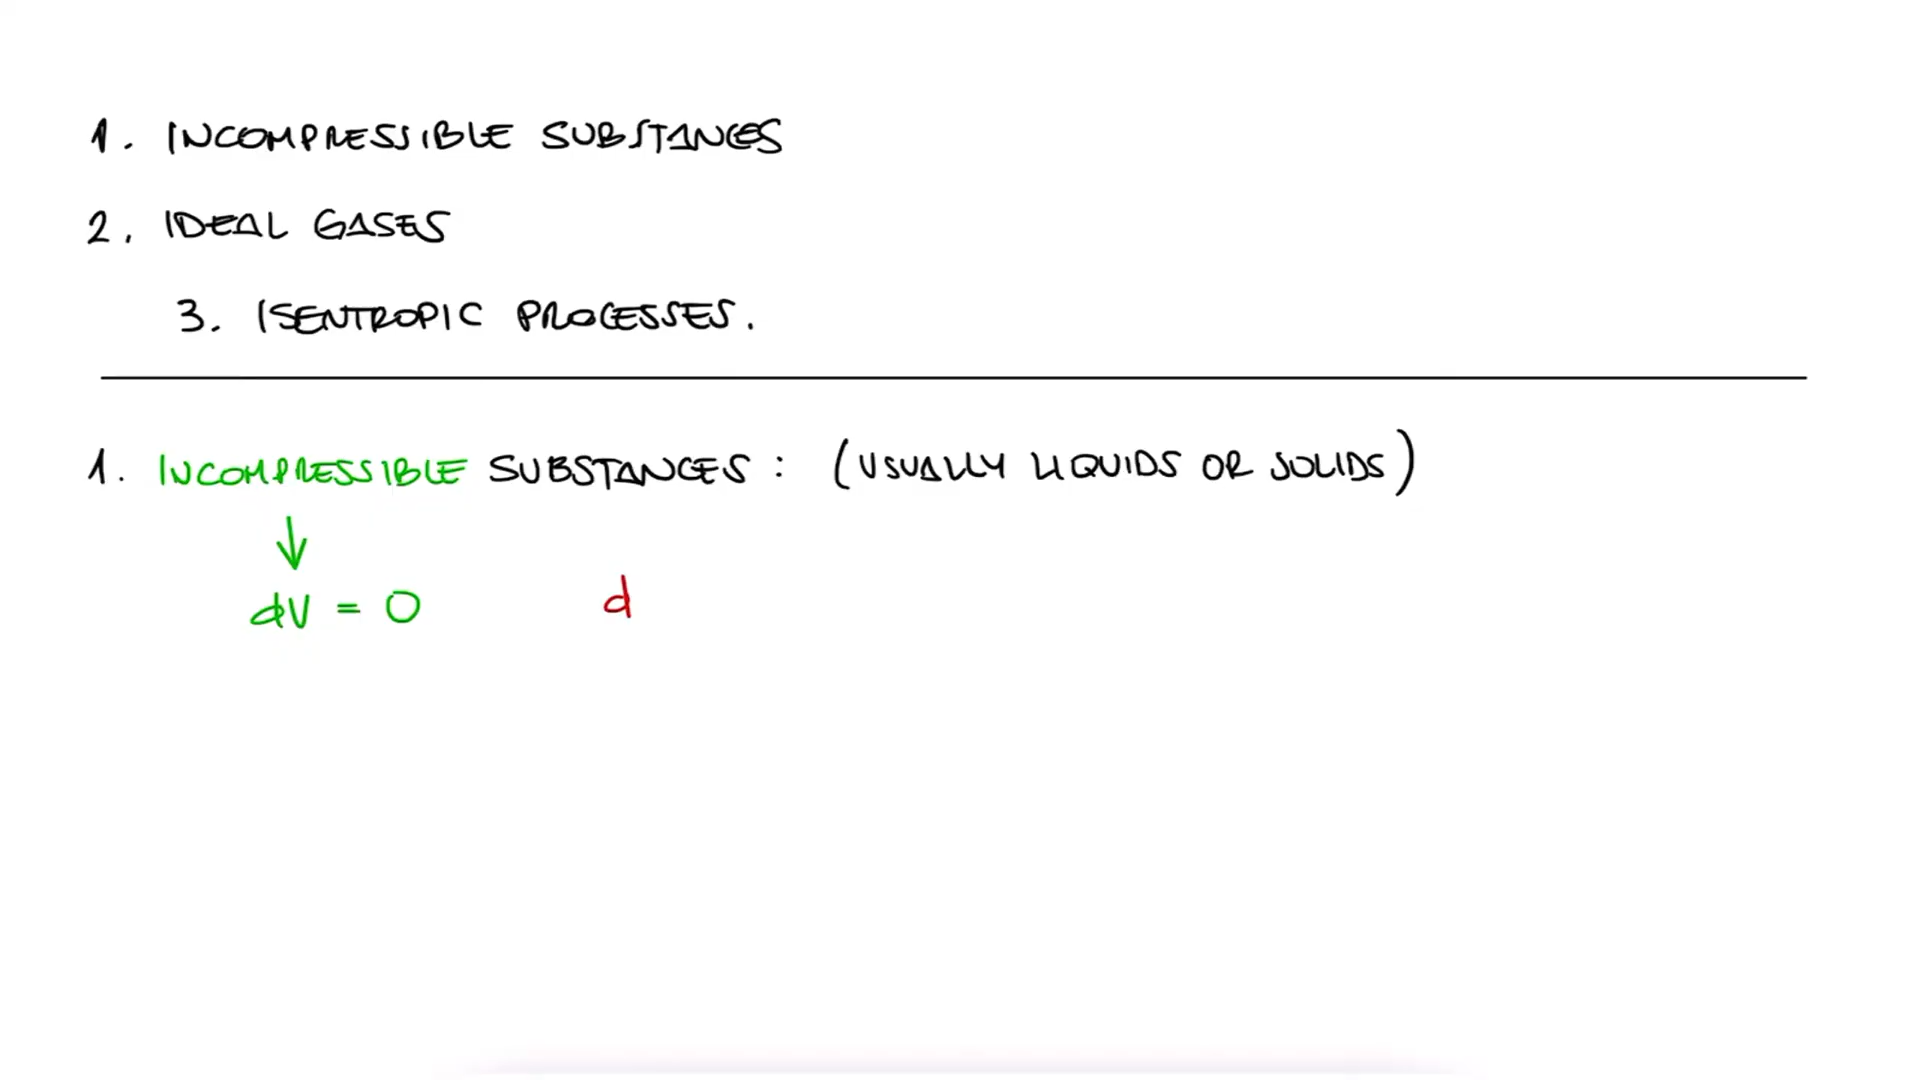 1. INCOMPRESSIBLE SUBSTANCES
2. IDEAL GASES
3. ISENTROPIC PROCESSES.
1. INCOMPRESSIBLE SUBSTANCES: (USUALLY LIQUIDS OR SOLIDS)
↓
dV = 0 d